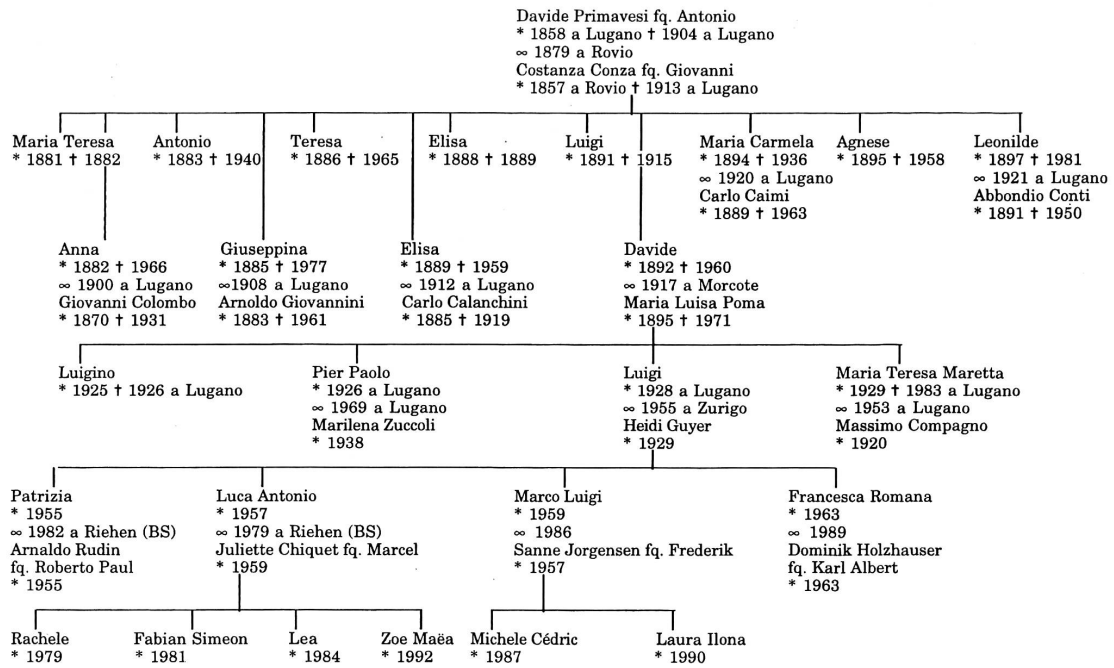 Davide Primavesi fq. Antonio
* 1858 a Lugano † 1904 a Lugano
∞ 1879 a Rovio
Costanza Conza fq. Giovanni
* 1857 a Rovio † 1913 a Lugano
Maria Teresa
* 1881 † 1882
Antonio
* 1883 † 1940
Teresa
* 1886 † 1965
Elisa
* 1888 † 1889
Luigi
* 1891 † 1915
Maria Carmela
* 1894 † 1936
∞ 1920 a Lugano
Carlo Caimi
* 1889 † 1963
Agnese
* 1895 † 1958
Leonilde
* 1897 † 1981
∞ 1921 a Lugano
Abbondio Conti
* 1891 † 1950
Anna
* 1882 † 1966
∞ 1900 a Lugano
Giovanni Colombo
* 1870 † 1931
Giuseppina
* 1885 † 1977
∞1908 a Lugano
Arnoldo Giovannini
* 1883 † 1961
Elisa
* 1889 † 1959
∞ 1912 a Lugano
Carlo Calanchini
* 1885 † 1919
Davide
* 1892 † 1960
∞ 1917 a Morcote
Maria Luisa Poma
* 1895 † 1971
Luigino
* 1925 † 1926 a Lugano
Pier Paolo
* 1926 a Lugano
∞ 1969 a Lugano
Marilena Zuccoli
* 1938
Luigi
* 1928 a Lugano
∞ 1955 a Zurigo
Heidi Guyer
* 1929
Maria Teresa Maretta
* 1929 † 1983 a Lugano
∞ 1953 a Lugano
Massimo Compagno
* 1920
Patrizia
* 1955
∞ 1982 a Riehen (BS)
Arnaldo Rudin
fq. Roberto Paul
* 1955
Luca Antonio
* 1957
∞ 1979 a Riehen (BS)
Juliette Chiquet fq. Marcel
* 1959
Marco Luigi
* 1959
∞ 1986
Sanne Jorgensen fq. Frederik
* 1957
Francesca Romana
* 1963
∞ 1989
Dominik Holzhauser
fq. Karl Albert
* 1963
Rachele
* 1979
Fabian Simeon
* 1981
Lea
* 1984
Zoe Maëa
* 1992
Michele Cédric
* 1987
Laura Ilona
* 1990